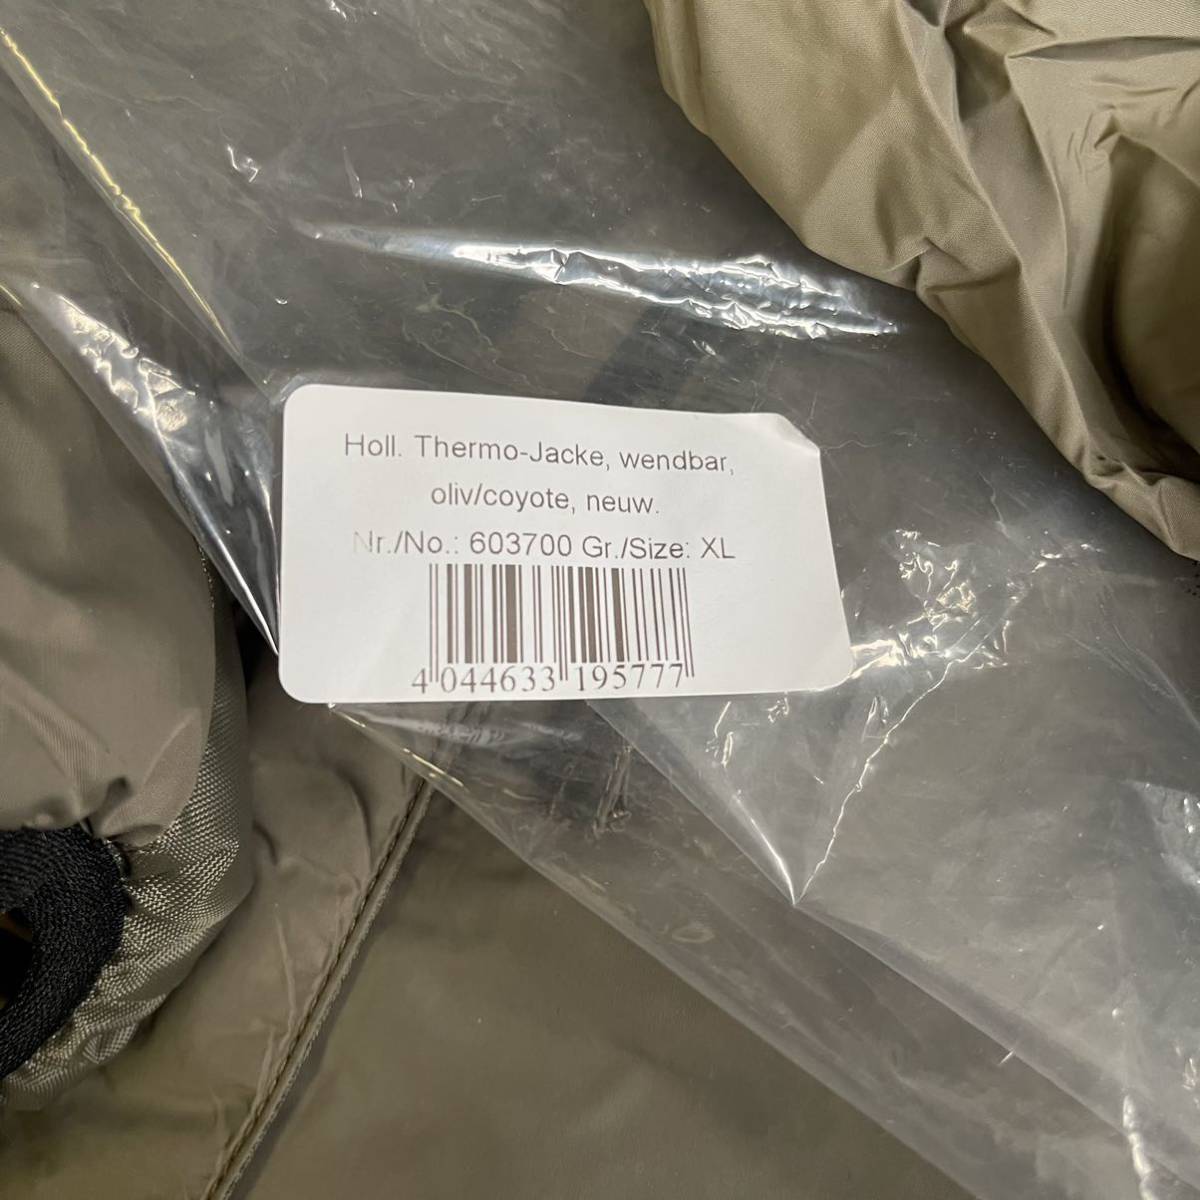 Holl. Thermo-Jacke, wendbar,
oliv/coyote, neuw.
Nr./No.: 603700 Gr./Size: XL
4 044633 195777